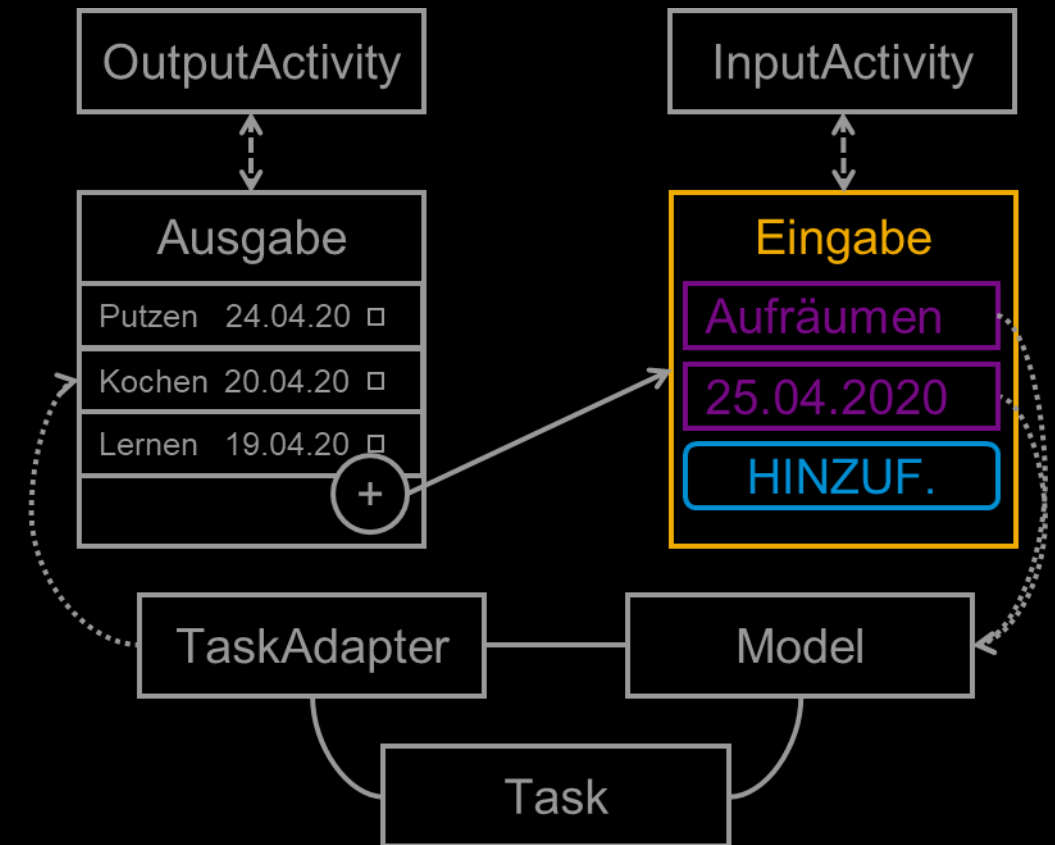 OutputActivity
InputActivity
Ausgabe
Putzen 24.04.20
Kochen 20.04.20
Lernen 19.04.20
+
Eingabe
Aufräumen
25.04.2020
HINZUF.
TaskAdapter
Model
Task